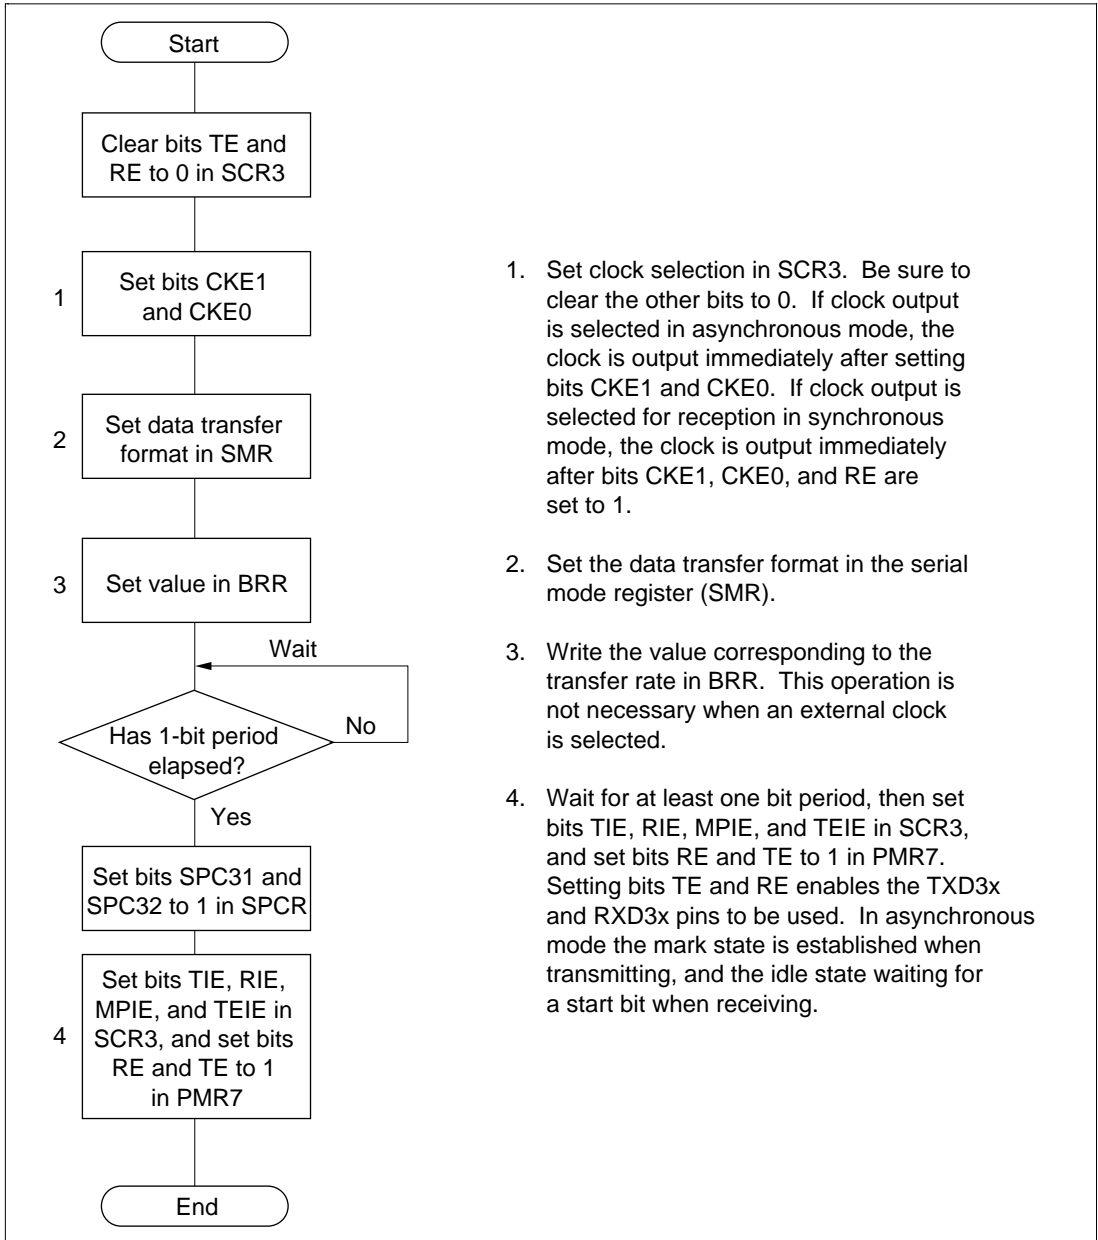 Start
Clear bits TE and
RE to 0 in SCR3
1
Set bits CKE1
and CKE0
2
Set data transfer
format in SMR
3
Set value in BRR
Wait
Has 1-bit period
elapsed?
No
Yes
Set bits SPC31 and
SPC32 to 1 in SPCR
4
Set bits TIE, RIE,
MPIE, and TEIE in
SCR3, and set bits
RE and TE to 1
in PMR7
End
1. Set clock selection in SCR3. Be sure to
clear the other bits to 0. If clock output
is selected in asynchronous mode, the
clock is output immediately after setting
bits CKE1 and CKE0. If clock output is
selected for reception in synchronous
mode, the clock is output immediately
after bits CKE1, CKE0, and RE are
set to 1.
2. Set the data transfer format in the serial
mode register (SMR).
3. Write the value corresponding to the
transfer rate in BRR. This operation is
not necessary when an external clock
is selected.
4. Wait for at least one bit period, then set
bits TIE, RIE, MPIE, and TEIE in SCR3,
and set bits RE and TE to 1 in PMR7.
Setting bits TE and RE enables the TXD3x
and RXD3x pins to be used. In asynchronous
mode the mark state is established when
transmitting, and the idle state waiting for
a start bit when receiving.